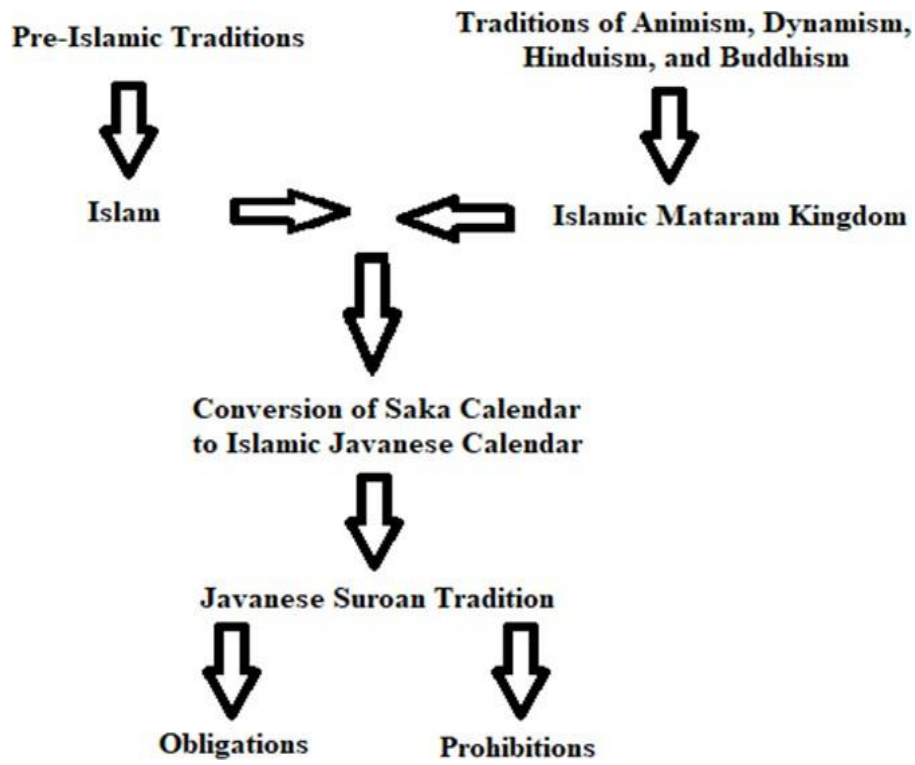 Pre-Islamic Traditions
Traditions of Animism, Dynamism,
Hinduism, and Buddhism
Islam
Islamic Mataram Kingdom
Conversion of Saka Calendar
to Islamic Javanese Calendar
Javanese Suroan Tradition
Obligations
Prohibitions